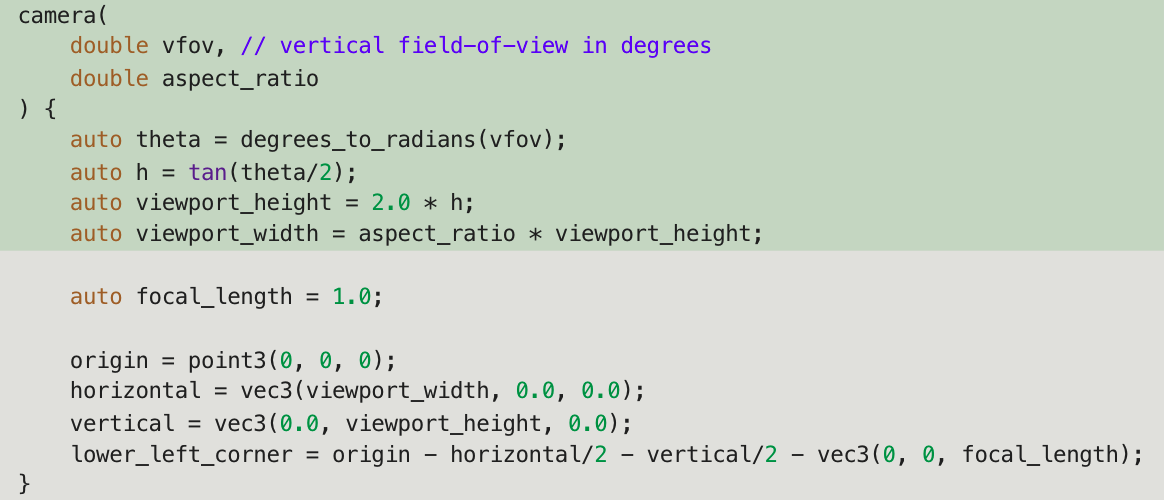 camera(
    double vfov, // vertical field-of-view in degrees
    double aspect_ratio
) {
    auto theta = degrees_to_radians(vfov);
    auto h = tan(theta/2);
    auto viewport_height = 2.0 * h;
    auto viewport_width = aspect_ratio * viewport_height;

    auto focal_length = 1.0;

    origin = point3(0, 0, 0);
    horizontal = vec3(viewport_width, 0.0, 0.0);
    vertical = vec3(0.0, viewport_height, 0.0);
    lower_left_corner = origin - horizontal/2 - vertical/2 - vec3(0, 0, focal_length);
}